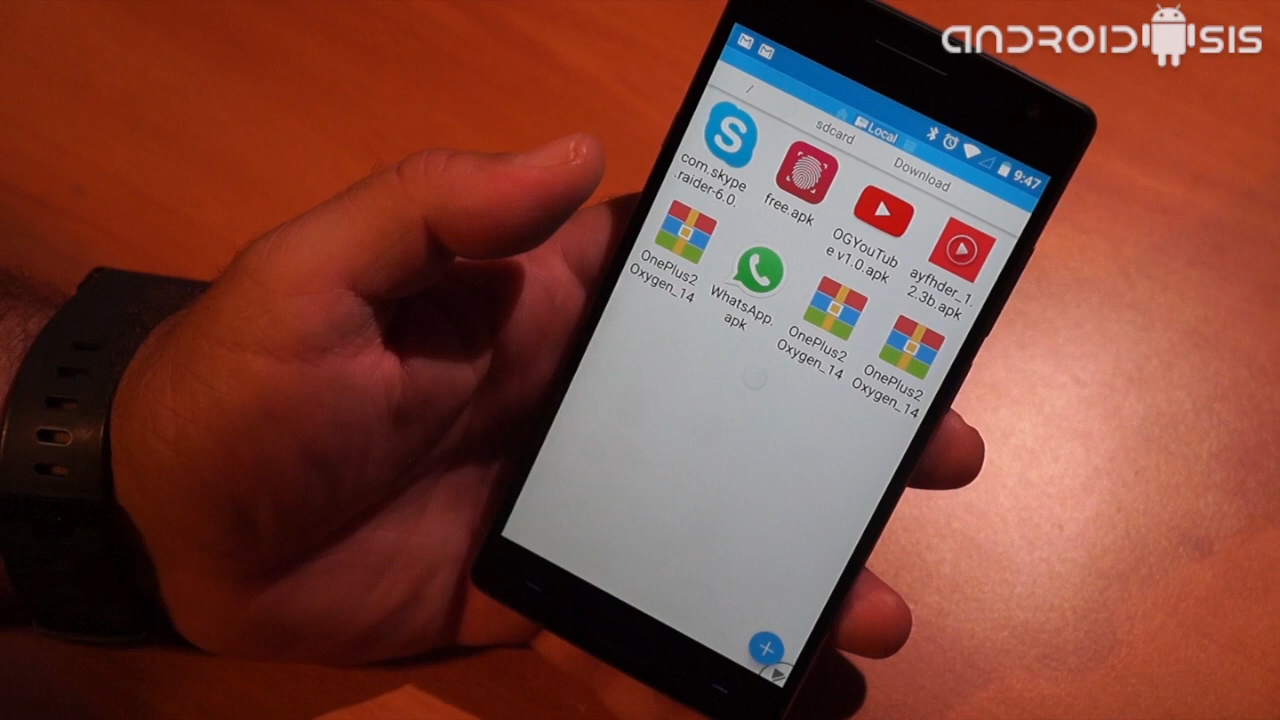 ANDROIDSIS
9:47
Local
/
sdcard
Download
com.skype
.raider-6.0.
free.apk
OGYouTub
e v1.0.apk
ayfhder_1.
2.3b.apk
OnePlus2
Oxygen_14
WhatsApp.
apk
OnePlus2
Oxygen_14
OnePlus2
Oxygen_14